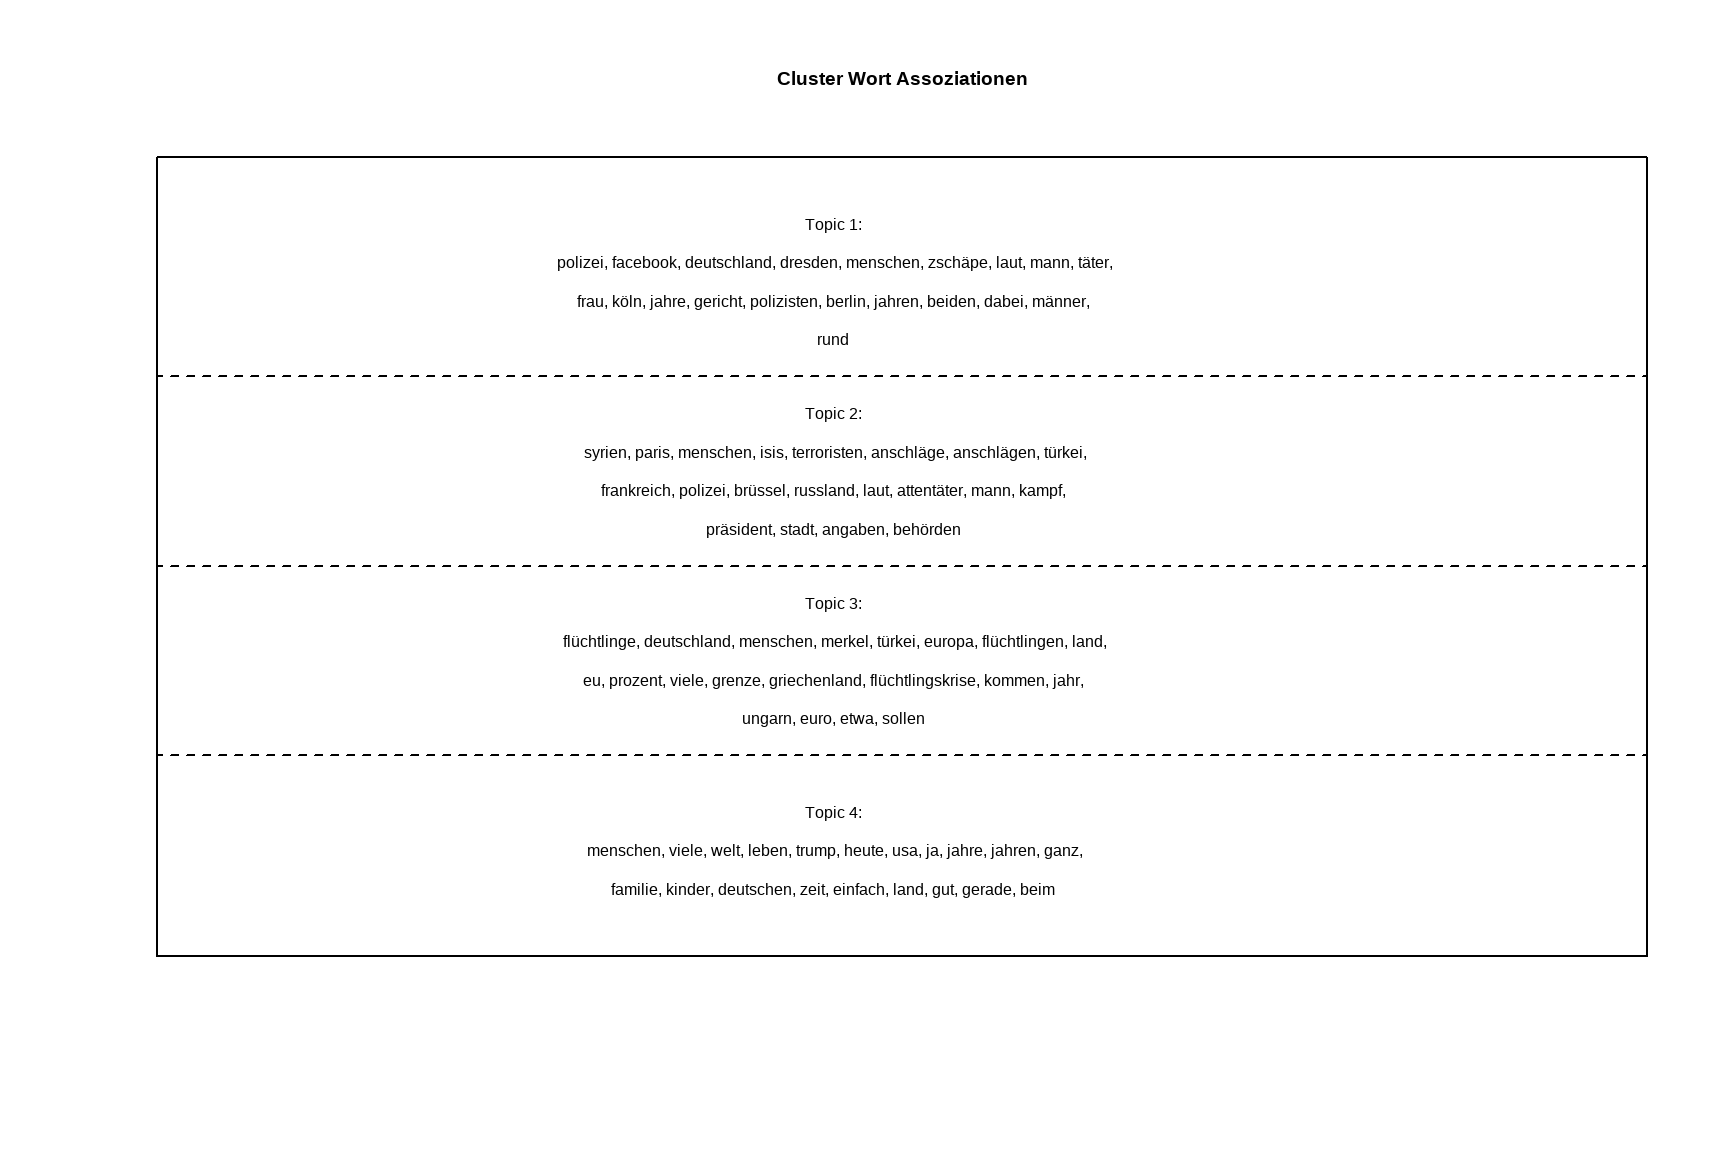 Cluster Wort Assoziationen
Topic 1:
polizei, facebook, deutschland, dresden, menschen, zschäpe, laut, mann, täter,
frau, köln, jahre, gericht, polizisten, berlin, jahren, beiden, dabei, männer,
rund
Topic 2:
syrien, paris, menschen, isis, terroristen, anschläge, anschlägen, türkei,
frankreich, polizei, brüssel, russland, laut, attentäter, mann, kampf,
präsident, stadt, angaben, behörden
Topic 3:
flüchtlinge, deutschland, menschen, merkel, türkei, europa, flüchtlingen, land,
eu, prozent, viele, grenze, griechenland, flüchtlingskrise, kommen, jahr,
ungarn, euro, etwa, sollen
Topic 4:
menschen, viele, welt, leben, trump, heute, usa, ja, jahre, jahren, ganz,
familie, kinder, deutschen, zeit, einfach, land, gut, gerade, beim